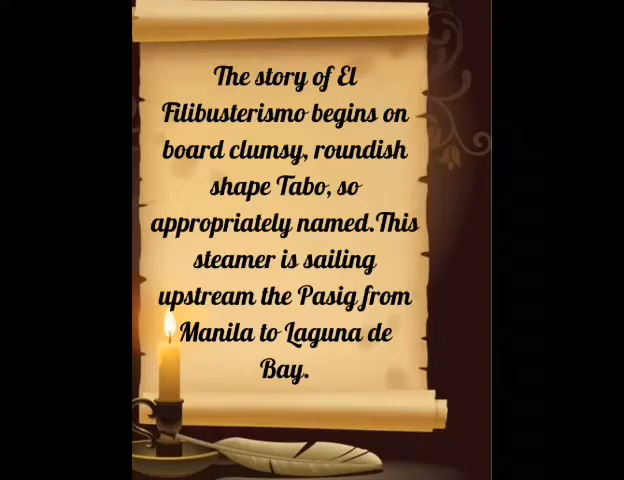 The story of El
Filibusterismo begins on
board clumsy, roundish
shape Tabo, so
appropriately named.This
steamer is sailing
upstream the Pasig from
Manila to Laguna de
Bay.